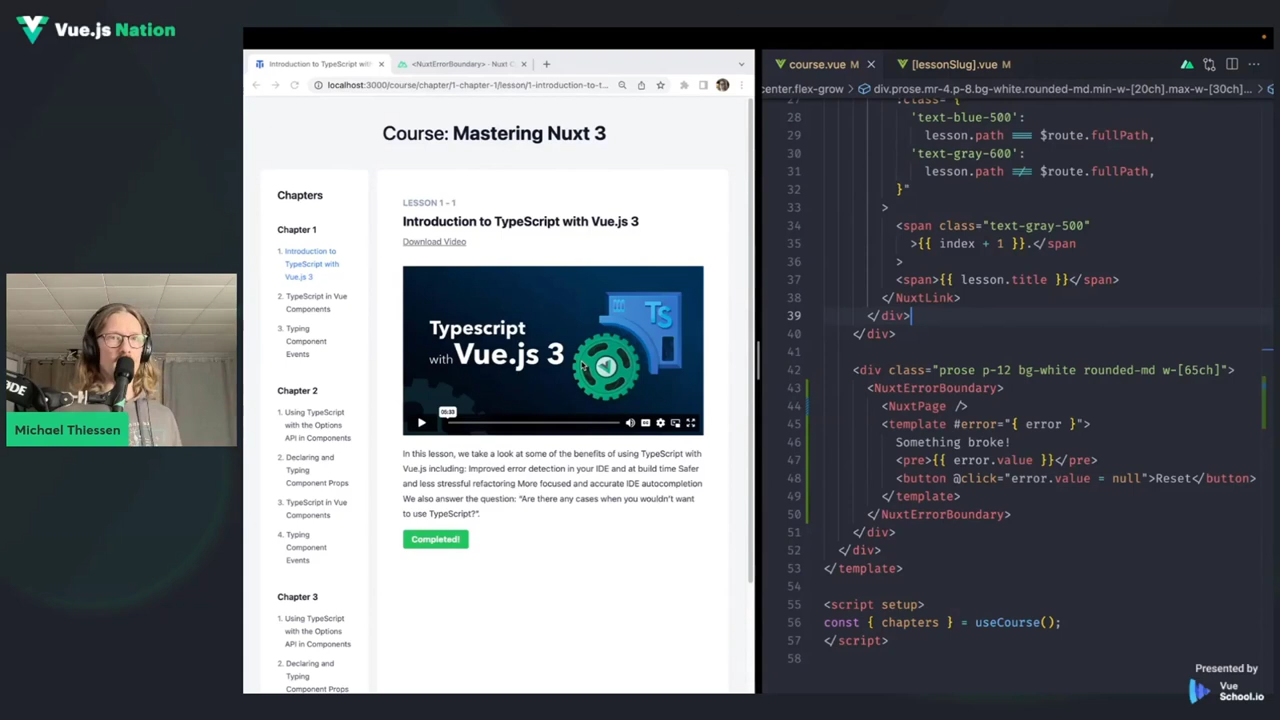 Vue.js Nation
Introduction to TypeScript with
<NuxtErrorBoundary> - Nuxt C
localhost:3000/course/chapter/1-chapter-1/lesson/1-introduction-to-t...
Course: Mastering Nuxt 3
Chapters
Chapter 1
1. Introduction to
TypeScript with
Vue.js 3
2. TypeScript in Vue
Components
3. Typing
Component
Events
Chapter 2
1. Using TypeScript
with the Options
API in Components
2. Declaring and
Typing
Component Props
3. TypeScript in Vue
Components
4. Typing
Component
Events
Chapter 3
1. Using TypeScript
with the Options
API in Components
2. Declaring and
Typing
Component Props
LESSON 1 - 1
Introduction to TypeScript with Vue.js 3
Download Video
Typescript
with Vue.js 3
TS
05:33
In this lesson, we take a look at some of the benefits of using TypeScript with
Vue.js including: Improved error detection in your IDE and at build time Safer
and less stressful refactoring More focused and accurate IDE autocompletion
We also answer the question: “Are there any cases when you wouldn't want
to use TypeScript?”.
Completed!
course.vue M
[lessonSlug].vue M
center.flex-grow > div.prose.mr-4.p-8.bg-white.rounded-md.min-w-[20ch].max-w-[30ch]...
27 :class="{
28 'text-blue-500':
29 lesson.path === $route.fullPath,
30 'text-gray-600':
31 lesson.path !== $route.fullPath,
32 }"
33 >
34 <span class="text-gray-500"
35 >{{ index + 1 }}.</span
36 >
37 <span>{{ lesson.title }}</span>
38 </NuxtLink>
39 </div>
40 </div>
41
42 <div class="prose p-12 bg-white rounded-md w-[65ch]">
43 <NuxtErrorBoundary>
44 <NuxtPage />
45 <template #error="{ error }">
46 Something broke!
47 <pre>{{ error.value }}</pre>
48 <button @click="error.value = null">Reset</button>
49 </template>
50 </NuxtErrorBoundary>
51 </div>
52 </div>
53 </template>
54
55 <script setup>
56 const { chapters } = useCourse();
57 </script>
58
ODE
Michael Thiessen
Presented by
Vue
School.io